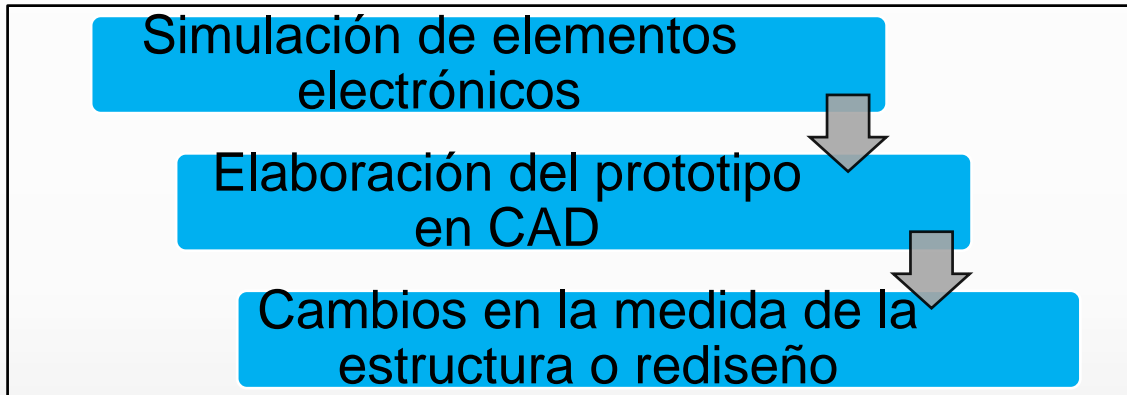 Simulación de elementos
electrónicos
Elaboración del prototipo
en CAD
Cambios en la medida de la
estructura o rediseño